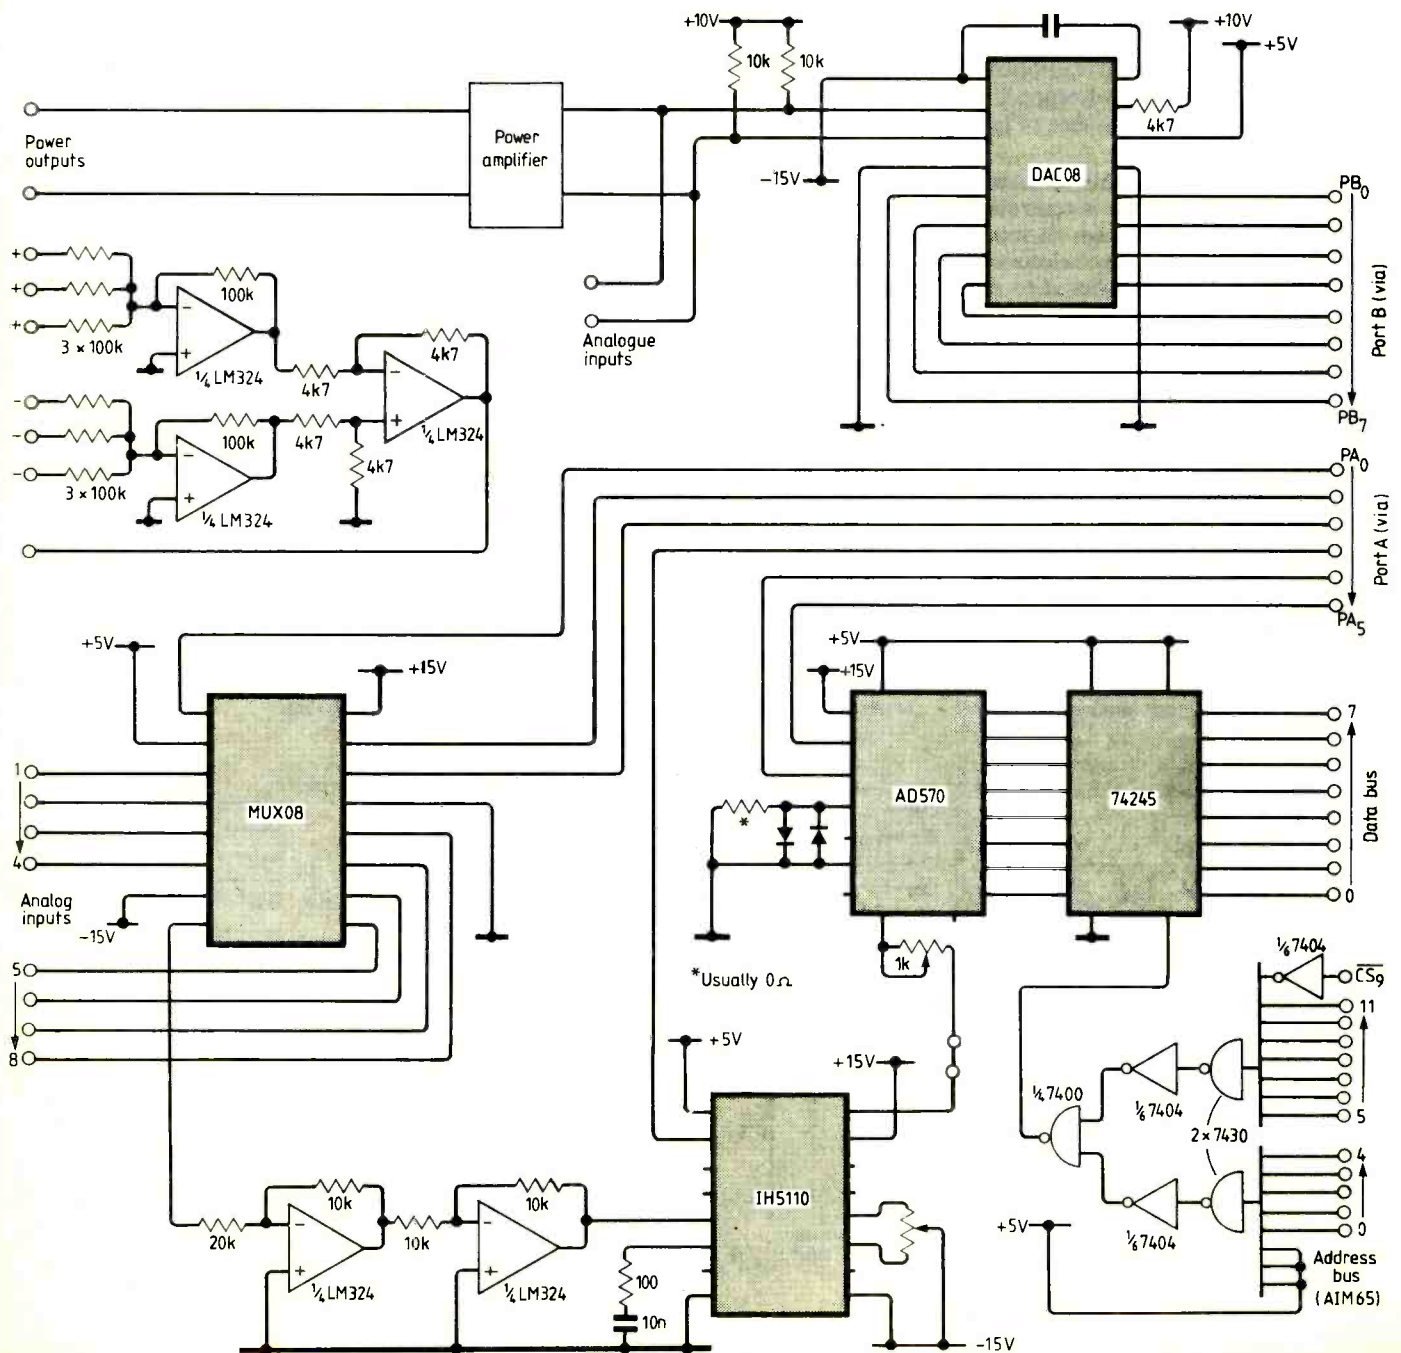 +10V
+10V
+5V
10k
10k
4k7
Power outputs
Power amplifier
-15V
DAC08
PB0
Port B (via)
PB7
+
+
+
3 × 100k
100k
-
+
¼ LM324
4k7
4k7
-
+
¼ LM324
Analogue inputs
-
-
-
3 × 100k
100k
-
+
¼ LM324
4k7
4k7
PA0
Port A (via)
PA5
+5V
+15V
+5V
+15V
MUX08
AD570
74245
1
4
Analog inputs
-15V
5
8
*
7
Data bus
0
1k
*Usually 0Ω
⅙ 7404
CS̅9
11
5
¼ 7400
⅙ 7404
2 × 7430
⅙ 7404
4
0
+5V
Address bus (AIM65)
+5V
+15V
IH5110
20k
10k
-
+
¼ LM324
10k
10k
-
+
¼ LM324
100
10n
-15V